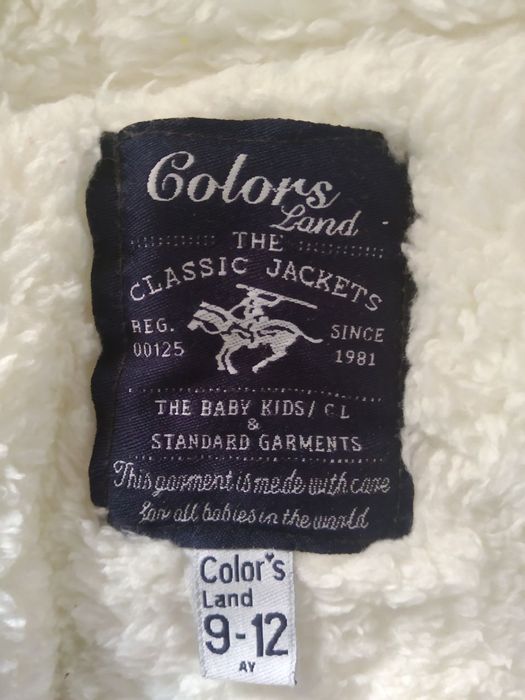 Colors
Land
THE
CLASSIC JACKETS
REG. SINCE
00125 1981
THE BABY KIDS/ CL
&
STANDARD GARMENTS
This garment is mede with care
for all babies in the world
Color's
Land
9-12
AY